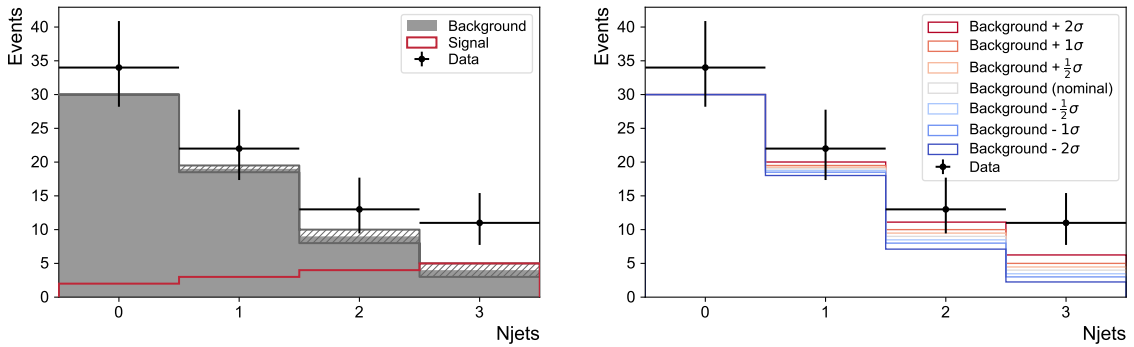 Events
40
35
30
25
20
15
10
5
0
0 1 2 3
Njets
Background
Signal
Data
Events
40
35
30
25
20
15
10
5
0
0 1 2 3
Njets
Background + 2σ
Background + 1σ
Background + ½σ
Background (nominal)
Background - ½σ
Background - 1σ
Background - 2σ
Data